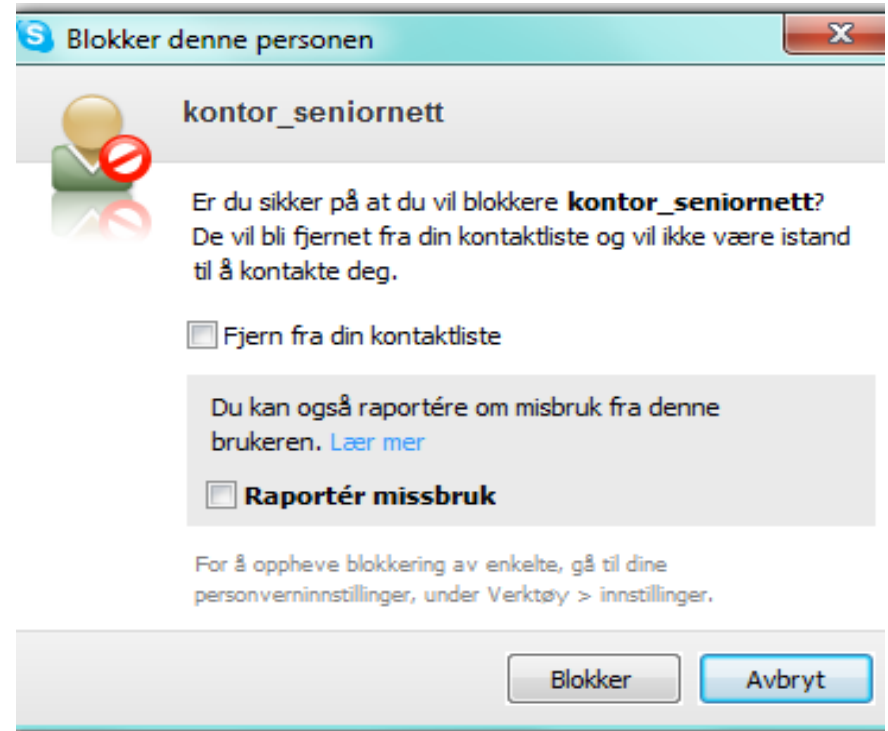 Blokker denne personen
kontor_seniornett
Er du sikker på at du vil blokkere kontor_seniornett?
De vil bli fjernet fra din kontaktliste og vil ikke være istand
til å kontakte deg.
Fjern fra din kontaktliste
Du kan også raportére om misbruk fra denne
brukeren. Lær mer
Raportér missbruk
For å oppheve blokkering av enkelte, gå til dine
personverninnstillinger, under Verktøy > innstillinger.
Blokker
Avbryt